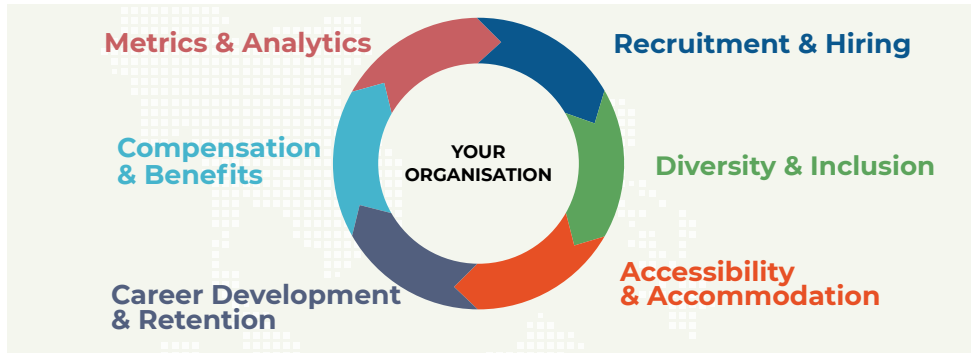 Metrics & Analytics
Recruitment & Hiring
Compensation
& Benefits
YOUR
ORGANISATION
Diversity & Inclusion
Career Development
& Retention
Accessibility
& Accommodation